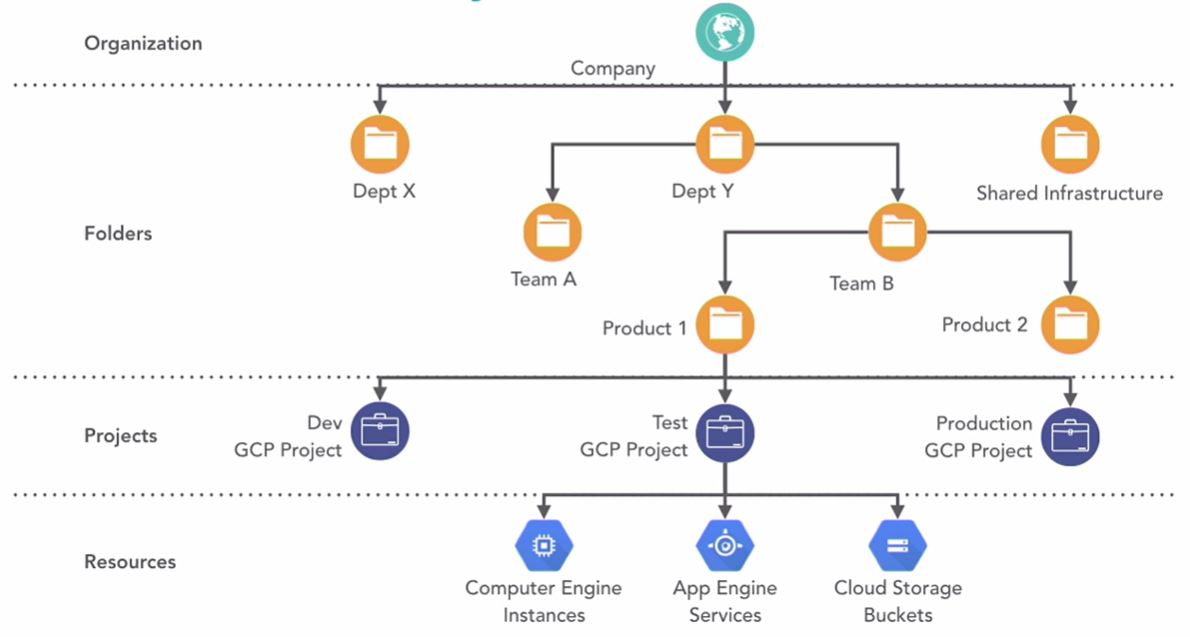 Organization
Company
Dept X
Dept Y
Shared Infrastructure
Folders
Team A
Team B
Product 1
Product 2
Projects
Dev
GCP Project
Test
GCP Project
Production
GCP Project
Resources
Computer Engine
Instances
App Engine
Services
Cloud Storage
Buckets